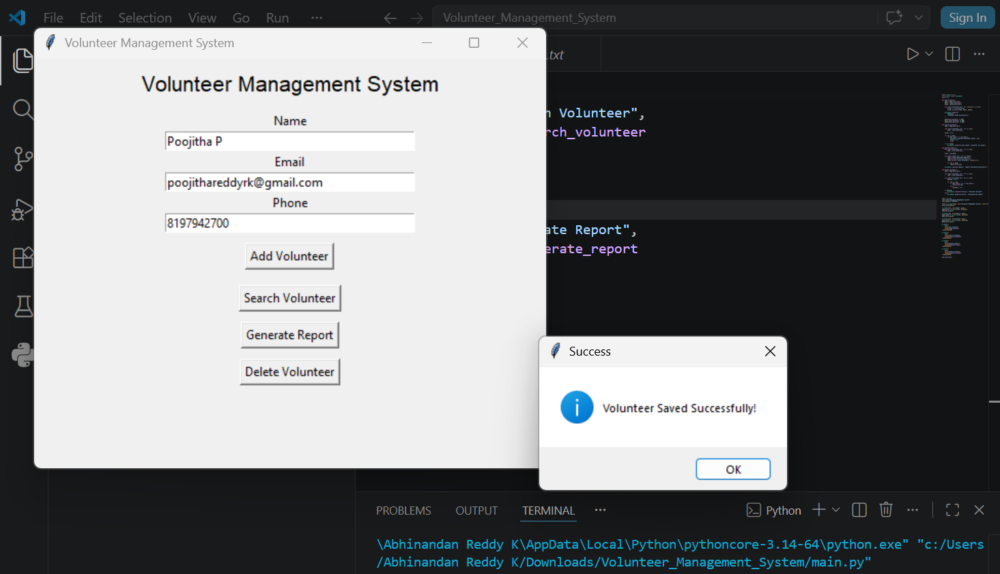 File Edit Selection View Go Run ··· Volunteer_Management_System Sign In
Volunteer Management System
.txt
Volunteer Management System
Name
Poojitha P
Email
poojithareddyrk@gmail.com
Phone
8197942700
Add Volunteer
Search Volunteer
Generate Report
Delete Volunteer
Volunteer",
rch_volunteer
ate Report",
erate_report
Success
Volunteer Saved Successfully!
OK
PROBLEMS OUTPUT TERMINAL ··· Python
\Abhinandan Reddy K\AppData\Local\Python\pythoncore-3.14-64\python.exe" "c:/Users
/Abhinandan Reddy K/Downloads/Volunteer_Management_System/main.py"